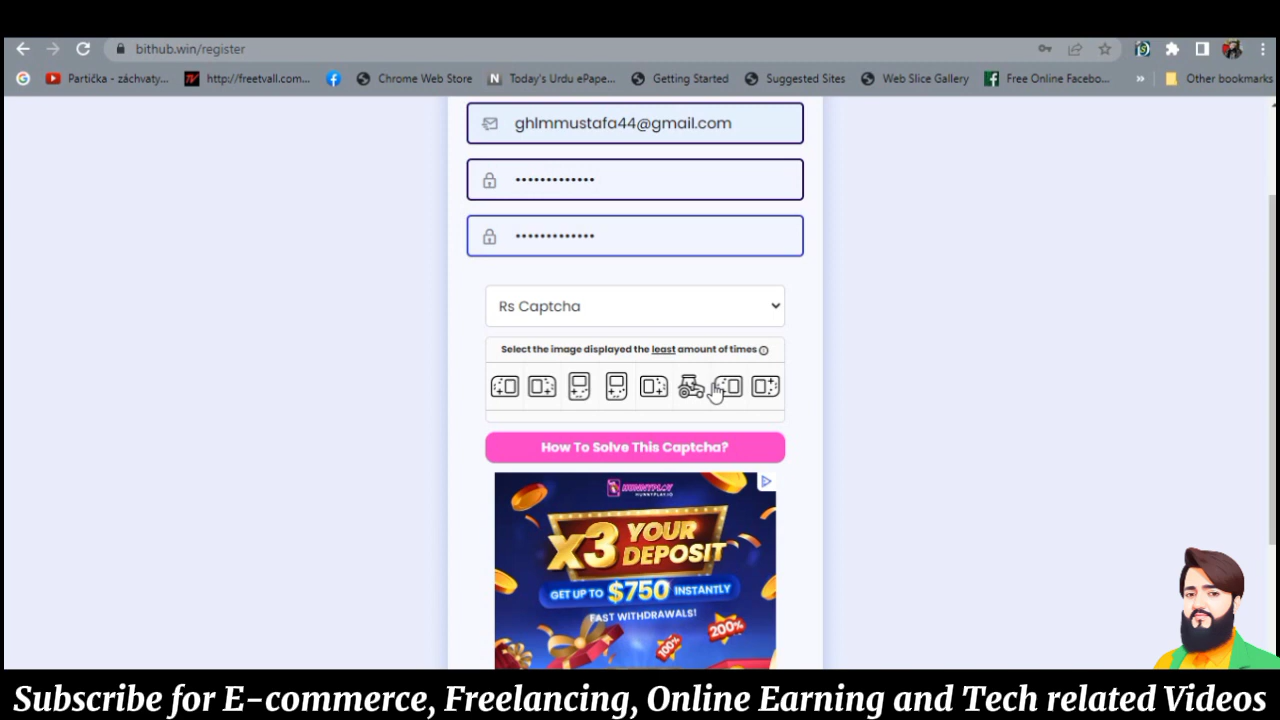 bithub.win/register
Partička - záchvaty...
http://freetvall.com...
Chrome Web Store
Today's Urdu ePape...
Getting Started
Suggested Sites
Web Slice Gallery
Free Online Facebo...
»
Other bookmarks
ghlmmustafa44@gmail.com
•••••••••••••
•••••••••••••
Rs Captcha
Select the image displayed the least amount of times
How To Solve This Captcha?
HUNNYPLAY
HUNNYPLAY.IO
X3 YOUR DEPOSIT
GET UP TO $750 INSTANTLY
FAST WITHDRAWALS!
100%
200%
Subscribe for E-commerce, Freelancing, Online Earning and Tech related Videos